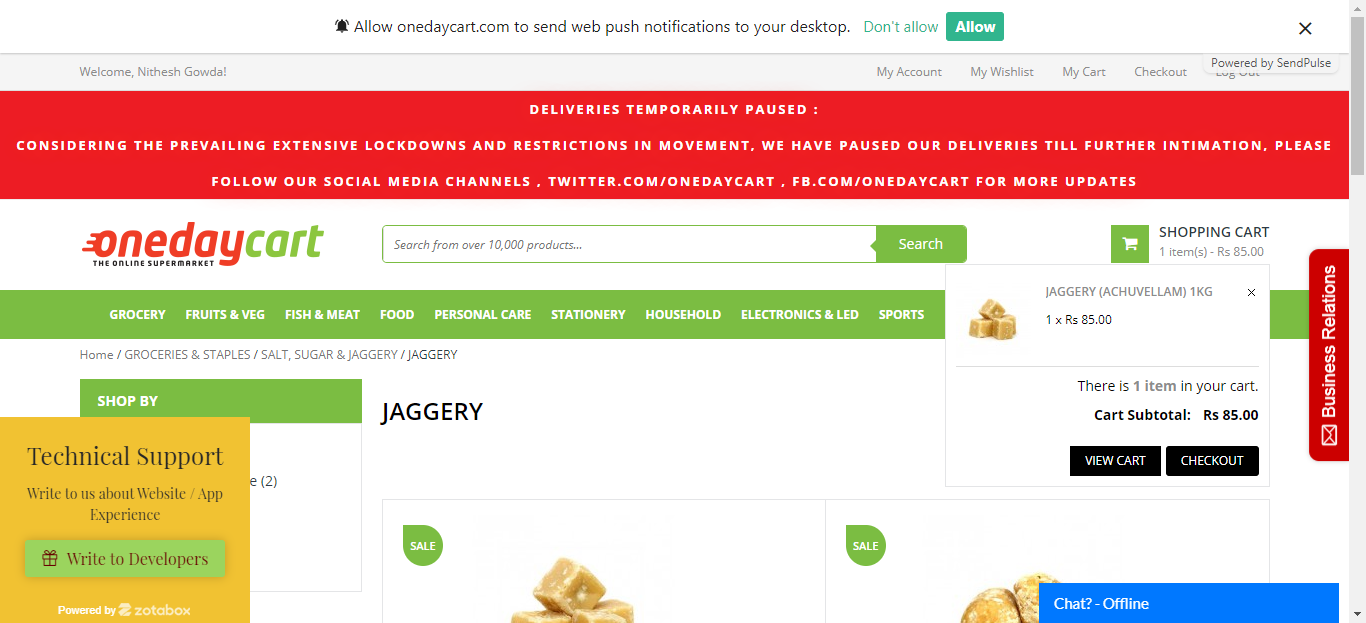 Allow onedaycart.com to send web push notifications to your desktop. Don't allow Allow
Powered by SendPulse
Welcome, Nithesh Gowda! My Account My Wishlist My Cart Checkout Log Out
DELIVERIES TEMPORARILY PAUSED :
CONSIDERING THE PREVAILING EXTENSIVE LOCKDOWNS AND RESTRICTIONS IN MOVEMENT, WE HAVE PAUSED OUR DELIVERIES TILL FURTHER INTIMATION, PLEASE
FOLLOW OUR SOCIAL MEDIA CHANNELS , TWITTER.COM/ONEDAYCART , FB.COM/ONEDAYCART FOR MORE UPDATES
onedaycart
THE ONLINE SUPERMARKET
Search from over 10,000 products... Search
SHOPPING CART
1 item(s) - Rs 85.00
GROCERY FRUITS & VEG FISH & MEAT FOOD PERSONAL CARE STATIONERY HOUSEHOLD ELECTRONICS & LED SPORTS
JAGGERY (ACHUVELLAM) 1KG
1 x Rs 85.00
There is 1 item in your cart.
Cart Subtotal: Rs 85.00
VIEW CART CHECKOUT
Business Relations
Home / GROCERIES & STAPLES / SALT, SUGAR & JAGGERY / JAGGERY
SHOP BY
JAGGERY
e (2)
Technical Support
Write to us about Website / App
Experience
Write to Developers
Powered by zotabox
SALE
SALE
Chat? - Offline